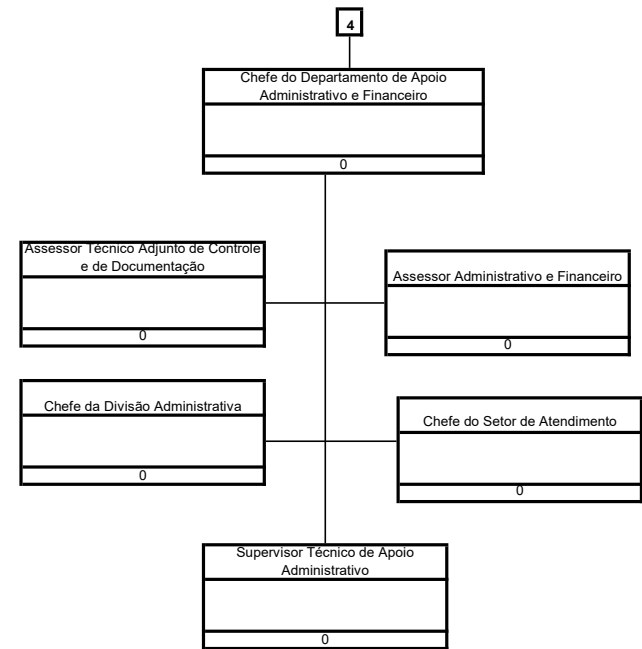 4
Chefe do Departamento de Apoio
Administrativo e Financeiro
0
Assessor Técnico Adjunto de Controle
e de Documentação
0
Assessor Administrativo e Financeiro
0
Chefe da Divisão Administrativa
0
Chefe do Setor de Atendimento
0
Supervisor Técnico de Apoio
Administrativo
0